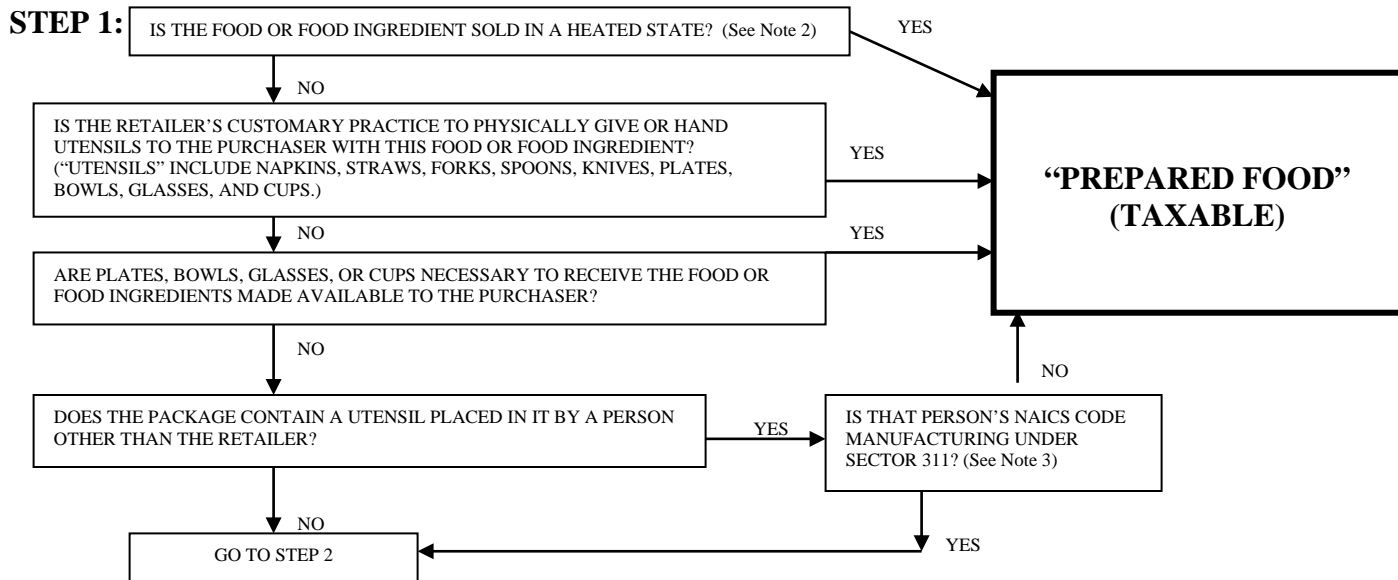 STEP 1:
IS THE FOOD OR FOOD INGREDIENT SOLD IN A HEATED STATE? (See Note 2)
YES
NO
IS THE RETAILER'S CUSTOMARY PRACTICE TO PHYSICALLY GIVE OR HAND
UTENSILS TO THE PURCHASER WITH THIS FOOD OR FOOD INGREDIENT?
("UTENSILS" INCLUDE NAPKINS, STRAWS, FORKS, SPOONS, KNIVES, PLATES,
BOWLS, GLASSES, AND CUPS.)
YES
"PREPARED FOOD"
(TAXABLE)
NO
YES
ARE PLATES, BOWLS, GLASSES, OR CUPS NECESSARY TO RECEIVE THE FOOD OR
FOOD INGREDIENTS MADE AVAILABLE TO THE PURCHASER?
NO
NO
DOES THE PACKAGE CONTAIN A UTENSIL PLACED IN IT BY A PERSON
OTHER THAN THE RETAILER?
YES
IS THAT PERSON'S NAICS CODE
MANUFACTURING UNDER
SECTOR 311? (See Note 3)
NO
YES
GO TO STEP 2